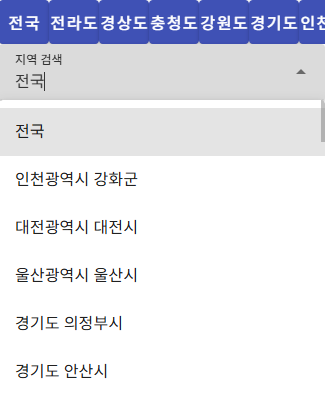 전국 전라도 경상도 충청도 강원도 경기도 인천
지역 검색
전국
전국
인천광역시 강화군
대전광역시 대전시
울산광역시 울산시
경기도 의정부시
경기도 안산시